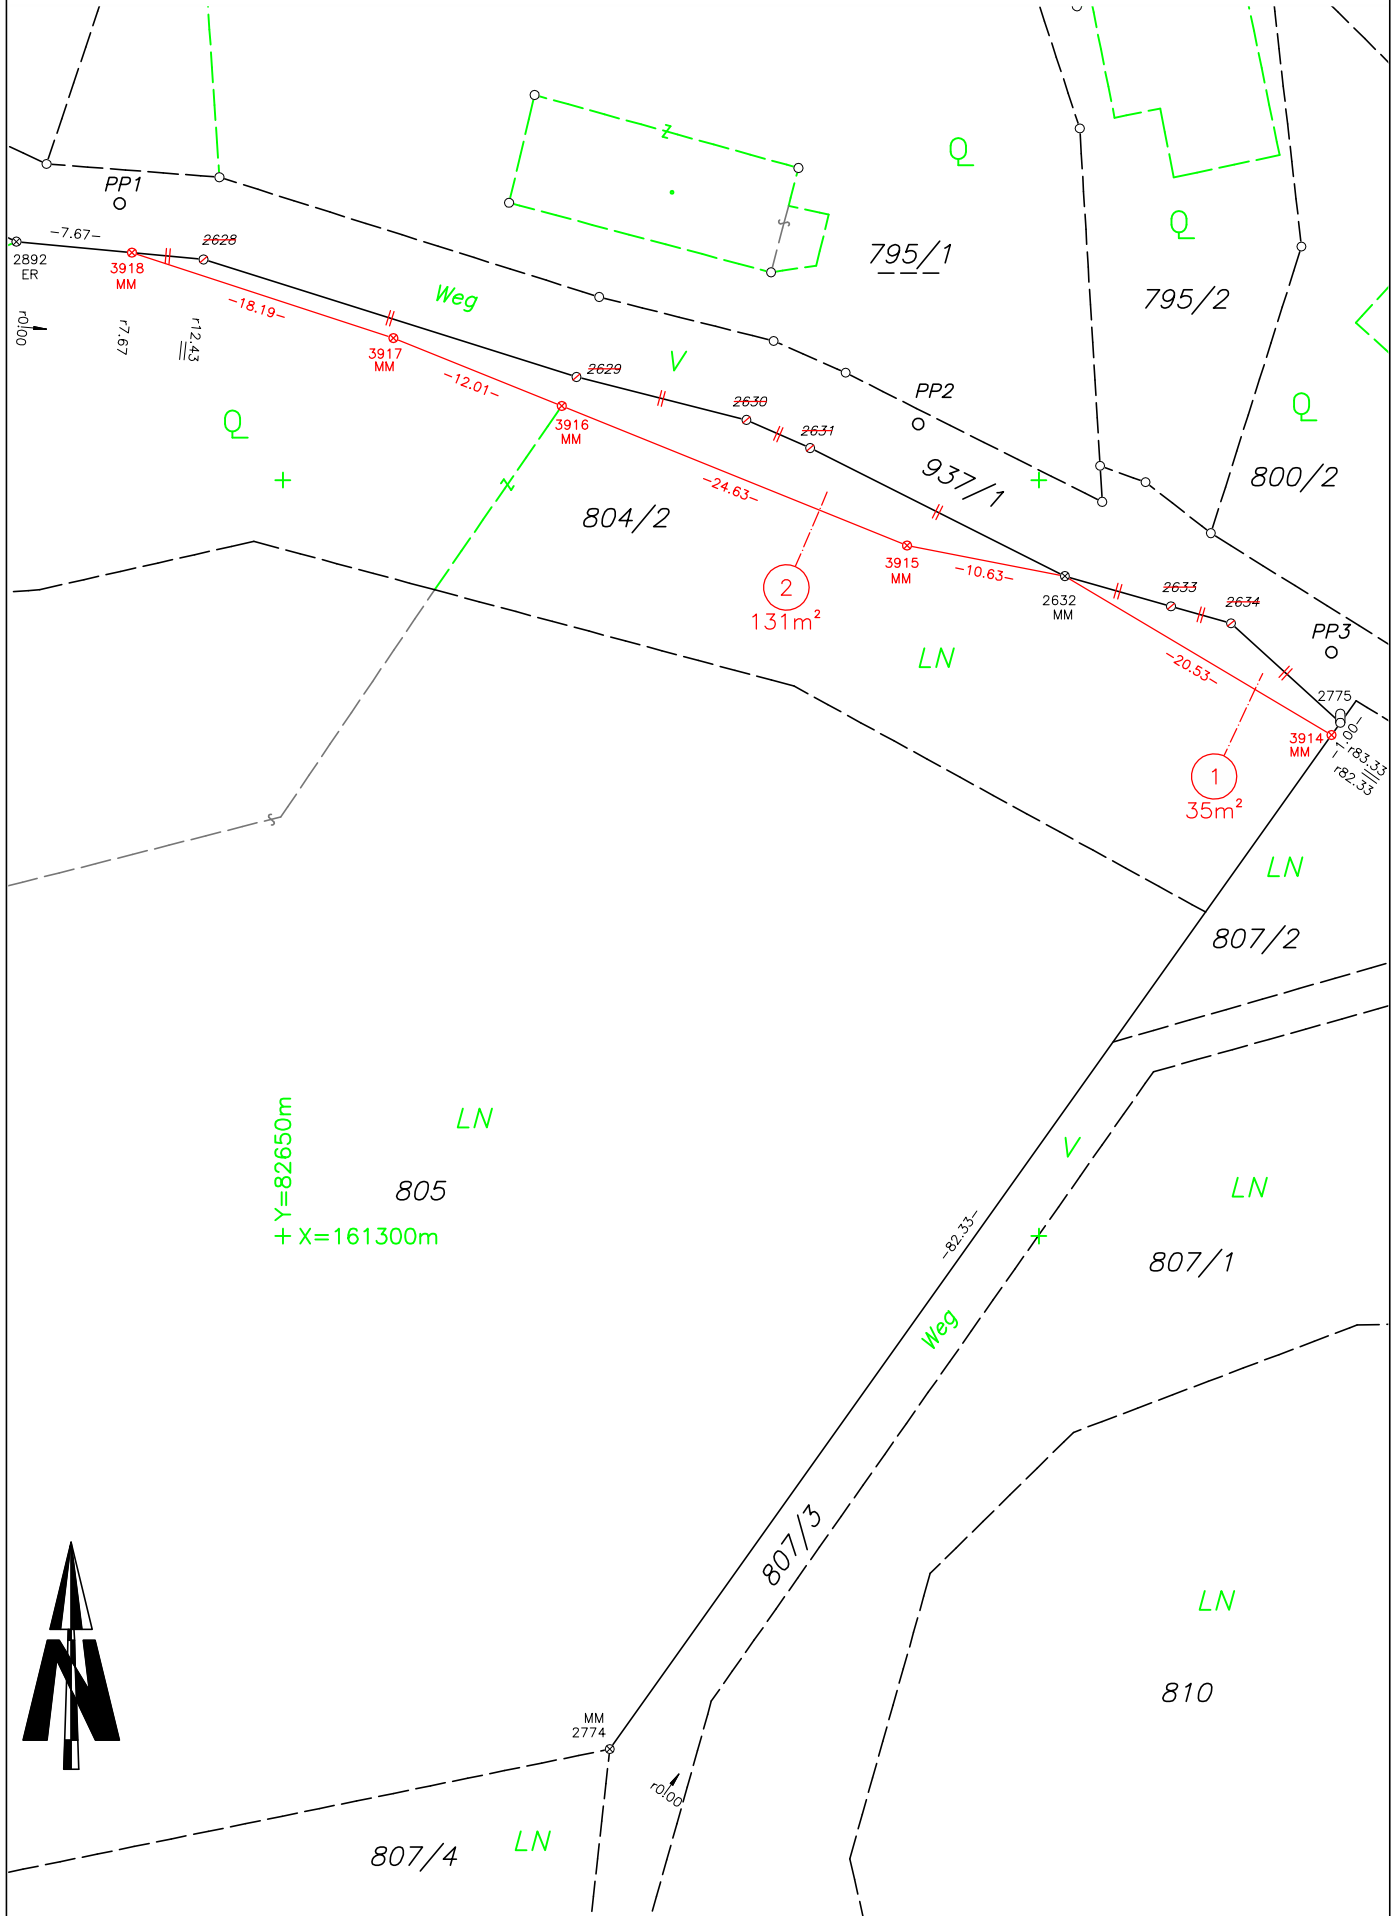 PP1
Q
-7.67-
2628
795/1
Q
2892
ER
3918
MM
-18.19-
Weg
795/2
r0.00
r7.67
r12.43
3917
MM
-12.01-
2629
V
2630
PP2
Q
Q
3916
MM
2631
937/1
800/2
-24.63-
804/2
3915
MM
-10.63-
2
131m²
2632
MM
2633
2634
PP3
LN
-20.53-
2775
3914
MM
-1.00-
r83.33
r82.33
1
35m²
LN
807/2
Y=82650m
LN
V
805
LN
X=161300m
-82.33-
807/1
Weg
807/3
LN
N
810
MM
2774
r0.00
807/4
LN